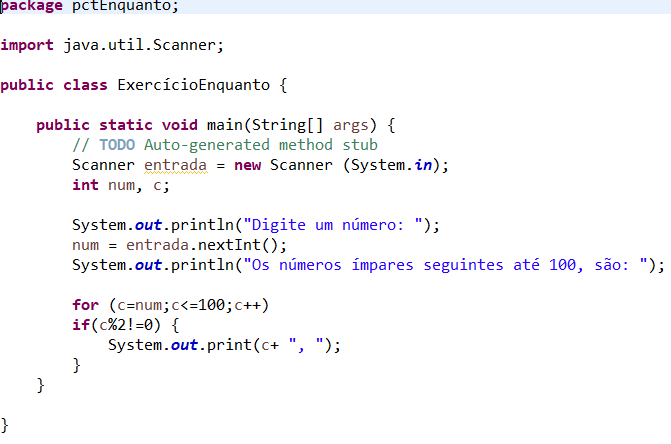 package pctEnquanto;
import java.util.Scanner;
public class ExercícioEnquanto {
public static void main(String[] args) {
// TODO Auto-generated method stub
Scanner entrada = new Scanner (System.in);
int num, c;
System.out.println("Digite um número: ");
num = entrada.nextInt();
System.out.println("Os números ímpares seguintes até 100, são: ");
for (c=num;c<=100;c++)
if(c%2!=0) {
System.out.print(c+ ", ");
}
}
}